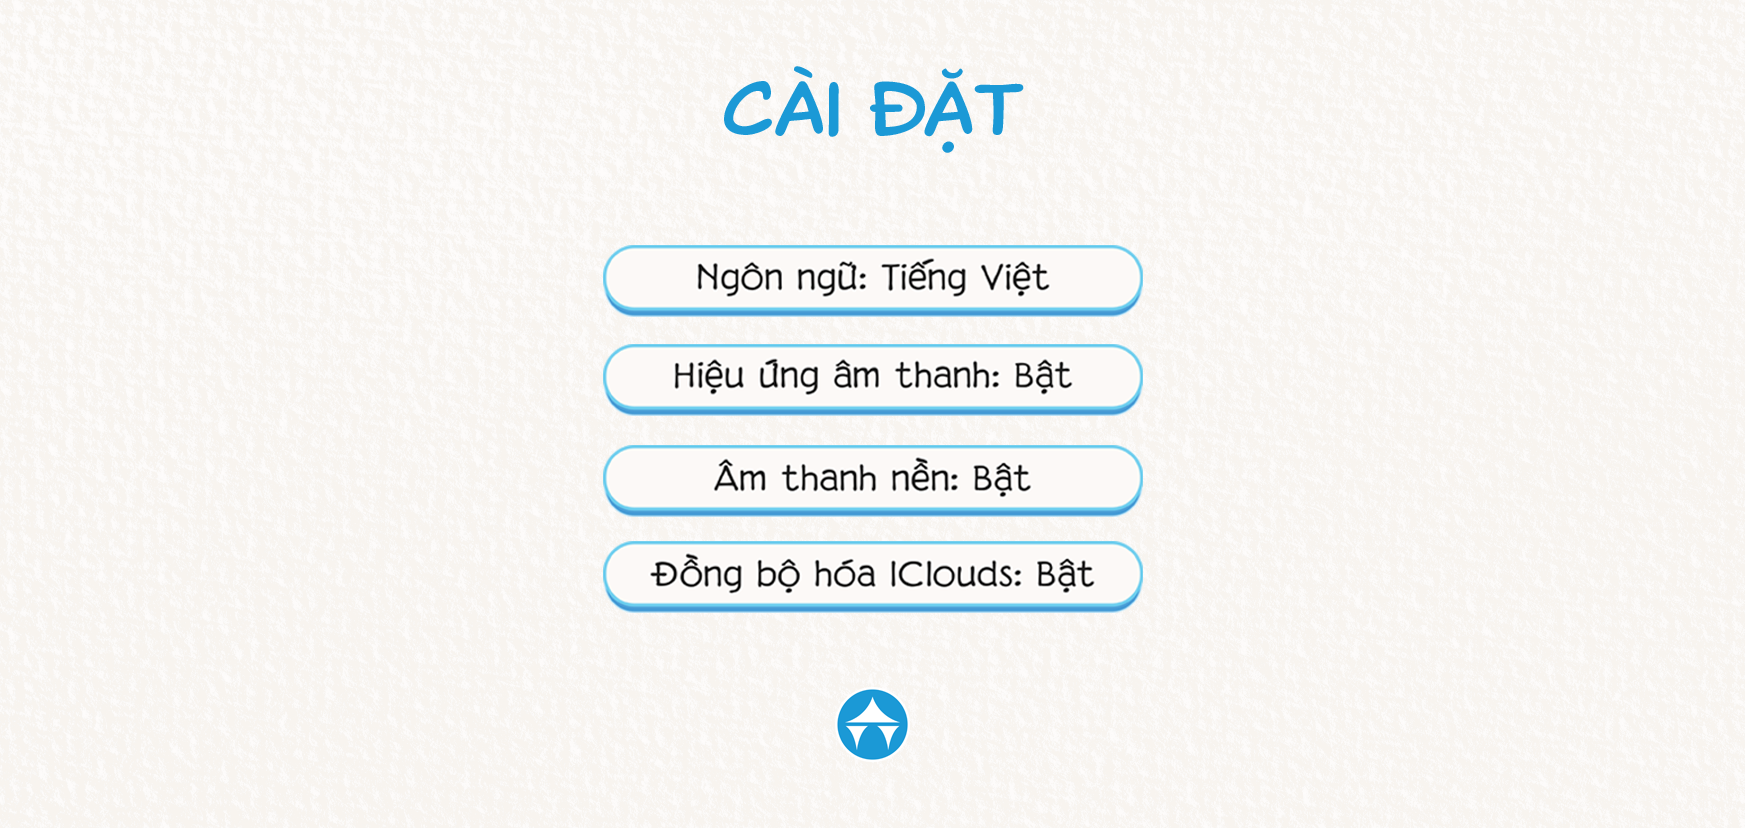 CÀI ĐẶT
Ngôn ngữ: Tiếng Việt
Hiệu ứng âm thanh: Bật
Âm thanh nền: Bật
Đồng bộ hóa IClouds: Bật